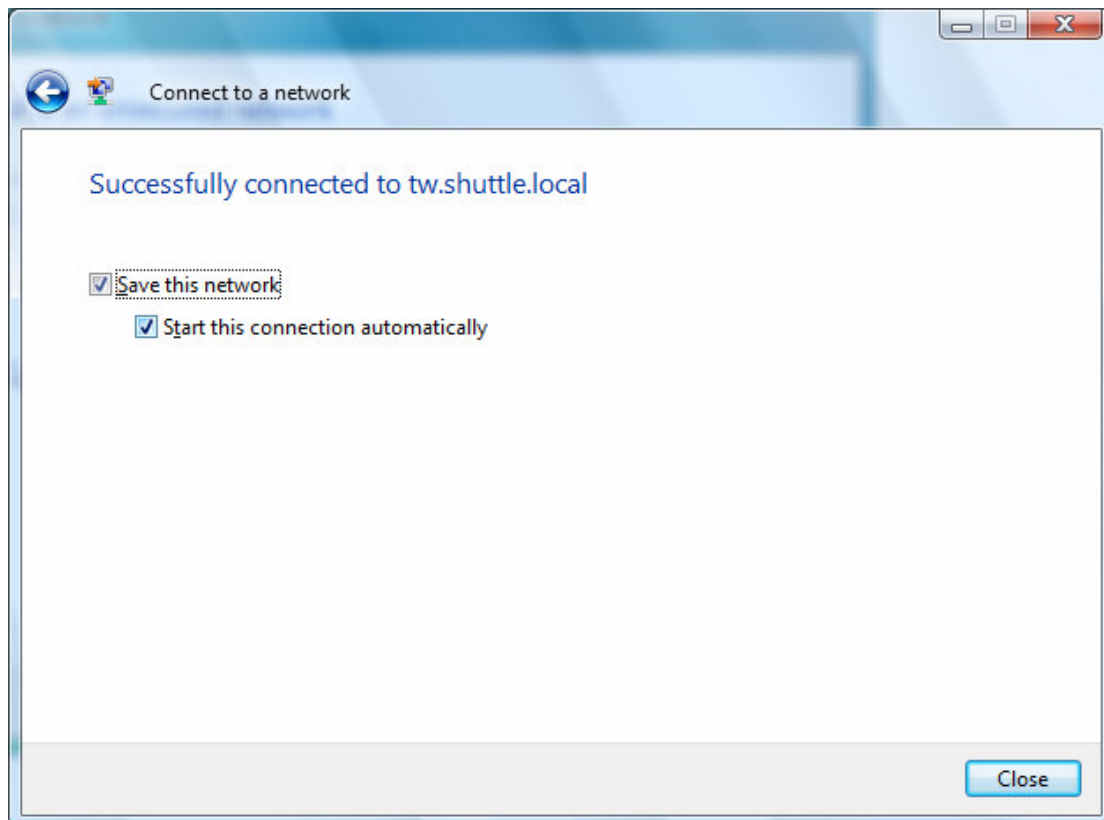 Connect to a network
Successfully connected to tw.shuttle.local
Save this network
Start this connection automatically
Close